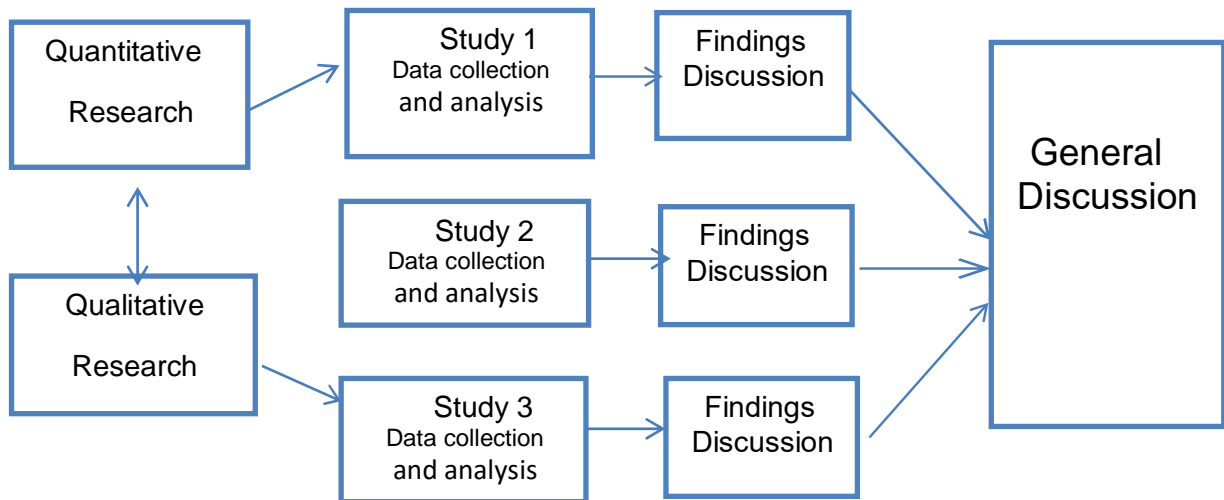 Quantitative
Research
Study 1
Data collection
and analysis
Findings
Discussion
General
Discussion
Study 2
Data collection
and analysis
Findings
Discussion
Qualitative
Research
Study 3
Data collection
and analysis
Findings
Discussion